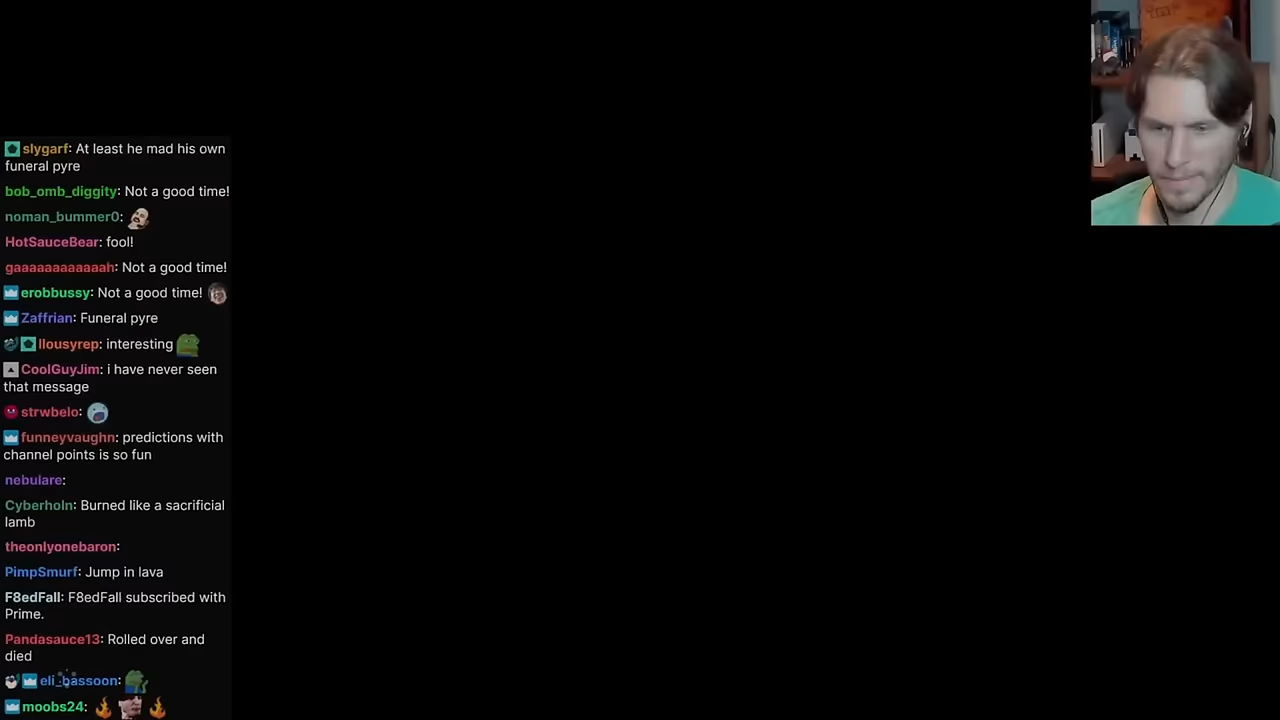 slygarf: At least he mad his own
funeral pyre
bob_omb_diggity: Not a good time!
noman_bummer0:
HotSauceBear: fool!
gaaaaaaaaaaaah: Not a good time!
erobbussy: Not a good time!
Zaffrian: Funeral pyre
llousyrep: interesting
CoolGuyJim: i have never seen
that message
strwbelo:
funneyvaughn: predictions with
channel points is so fun
nebulare:
Cyberholn: Burned like a sacrificial
lamb
theonlyonebaron:
PimpSmurf: Jump in lava
F8edFall: F8edFall subscribed with
Prime.
Pandasauce13: Rolled over and
died
eli_bassoon:
moobs24: